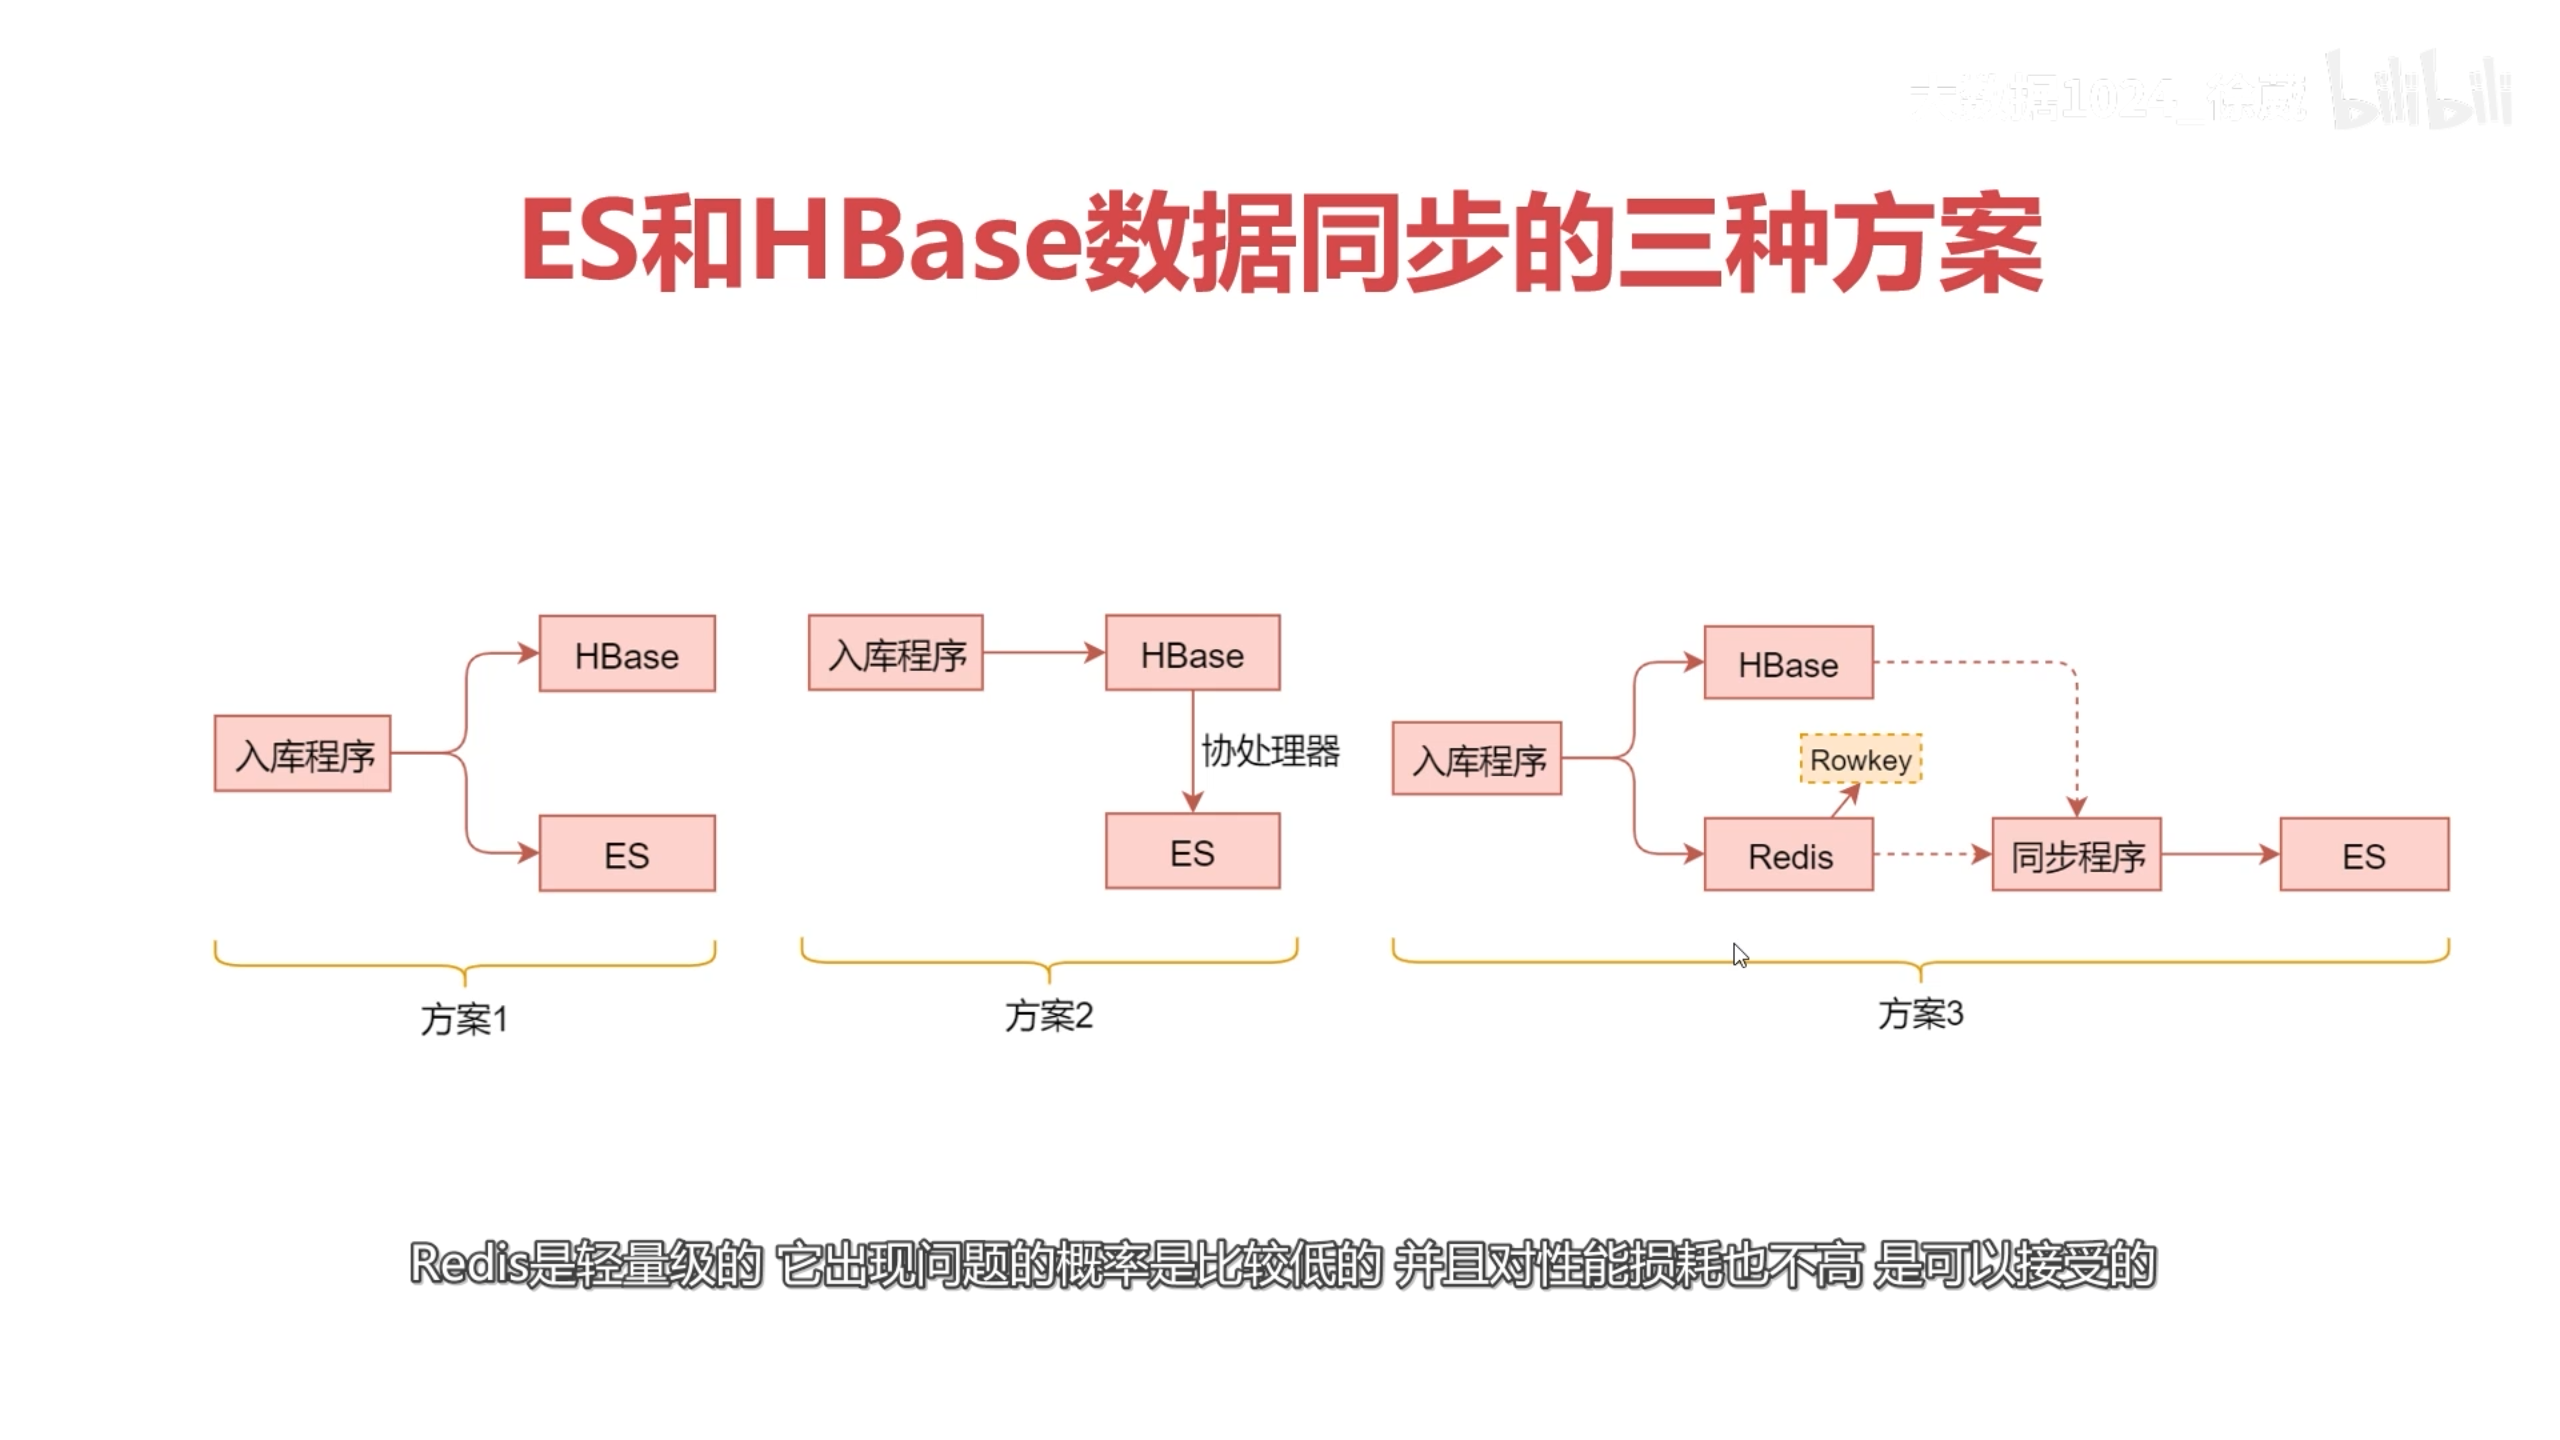 大数据1024_徐葳 bilibili
ES和HBase数据同步的三种方案
HBase
入库程序
ES
方案1
入库程序
HBase
协处理器
ES
方案2
HBase
入库程序
Rowkey
Redis
同步程序
ES
方案3
Redis是轻量级的 它出现问题的概率是比较低的 并且对性能损耗也不高 是可以接受的